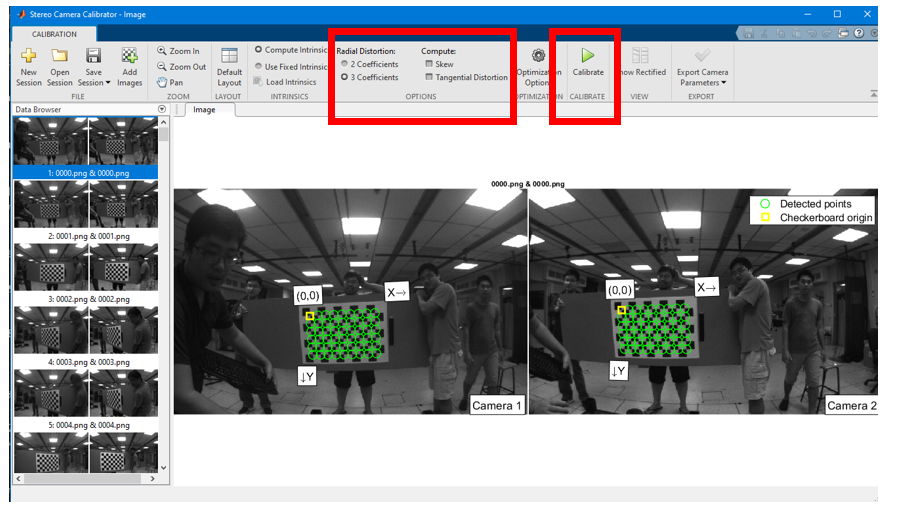 Stereo Camera Calibrator - Image
CALIBRATION
New Session
Open Session
Save Session
Add Images
FILE
Zoom In
Zoom Out
Pan
ZOOM
Default Layout
LAYOUT
Compute Intrinsic
Use Fixed Intrinsic
Load Intrinsics
INTRINSICS
Radial Distortion:
2 Coefficients
3 Coefficients
Compute:
Skew
Tangential Distortion
OPTIONS
Optimization
Option
OPTIMIZATION
Calibrate
CALIBRATE
how Rectified
VIEW
Export Camera
Parameters
EXPORT
Data Browser
Image
1: 0000.png & 0000.png
2: 0001.png & 0001.png
3: 0002.png & 0002.png
4: 0003.png & 0003.png
5: 0004.png & 0004.png
0000.png & 0000.png
Detected points
Checkerboard origin
(0,0)
X→
↓Y
Camera 1
(0,0)
X→
↓Y
Camera 2